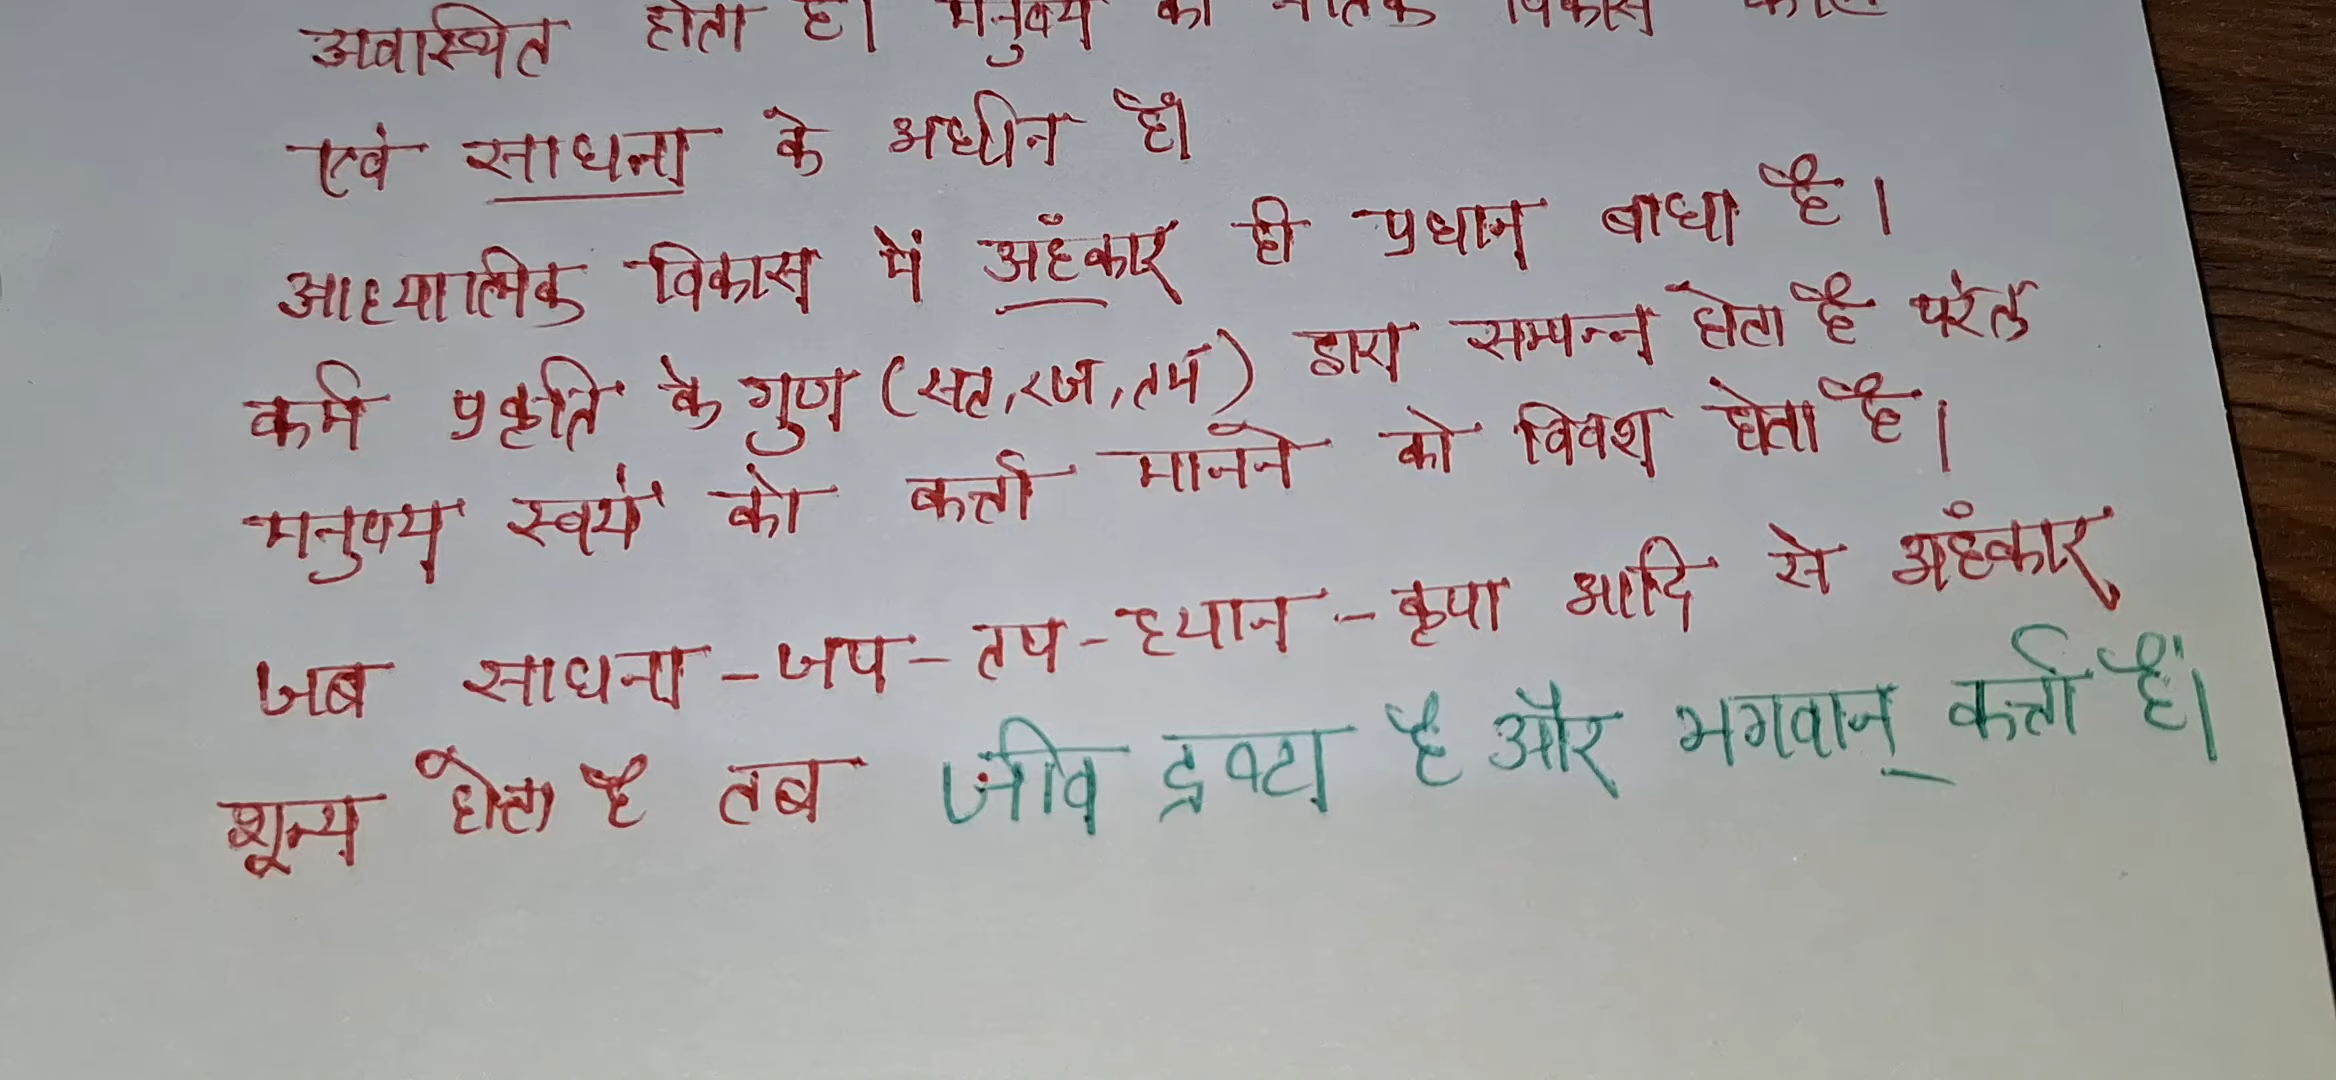 अवस्थित होता है। मनुष्य का विकास काल
एवं साधना के अधीन है।
आध्यात्मिक विकास में अहँकार ही प्रधान बाधा है।
कर्म प्रकृति के गुण (सत,रज,तम) द्वारा सम्पन्न होता है परंतु
मनुष्य स्वयं को कर्त्ता मानने को विवश होता है।
जब साधना - जप - तप - ध्यान - कृपा आदि से अहँकार
शून्य होता है तब जीव द्रष्टा है और भगवान् कर्त्ता हैं।